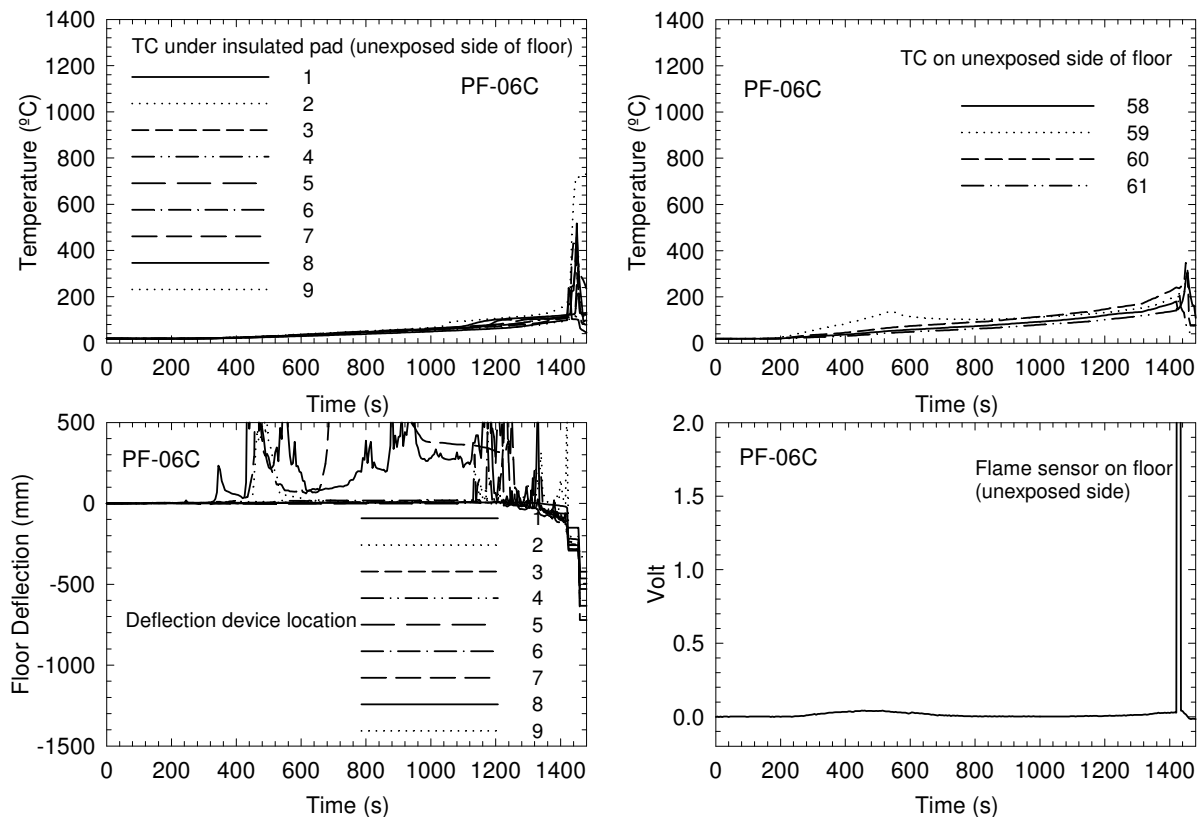 1400
1200
1000
800
600
400
200
0
Temperature (ºC)
TC under insulated pad (unexposed side of floor)
PF-06C
1
2
3
4
5
6
7
8
9
0 200 400 600 800 1000 1200 1400
Time (s)
1400
1200
1000
800
600
400
200
0
Temperature (ºC)
TC on unexposed side of floor
PF-06C
58
59
60
61
0 200 400 600 800 1000 1200 1400
Time (s)
500
0
-500
-1000
-1500
Floor Deflection (mm)
PF-06C
Deflection device location
1
2
3
4
5
6
7
8
9
0 200 400 600 800 1000 1200 1400
Time (s)
2.0
1.5
1.0
0.5
0.0
Volt
PF-06C
Flame sensor on floor
(unexposed side)
0 200 400 600 800 1000 1200 1400
Time (s)